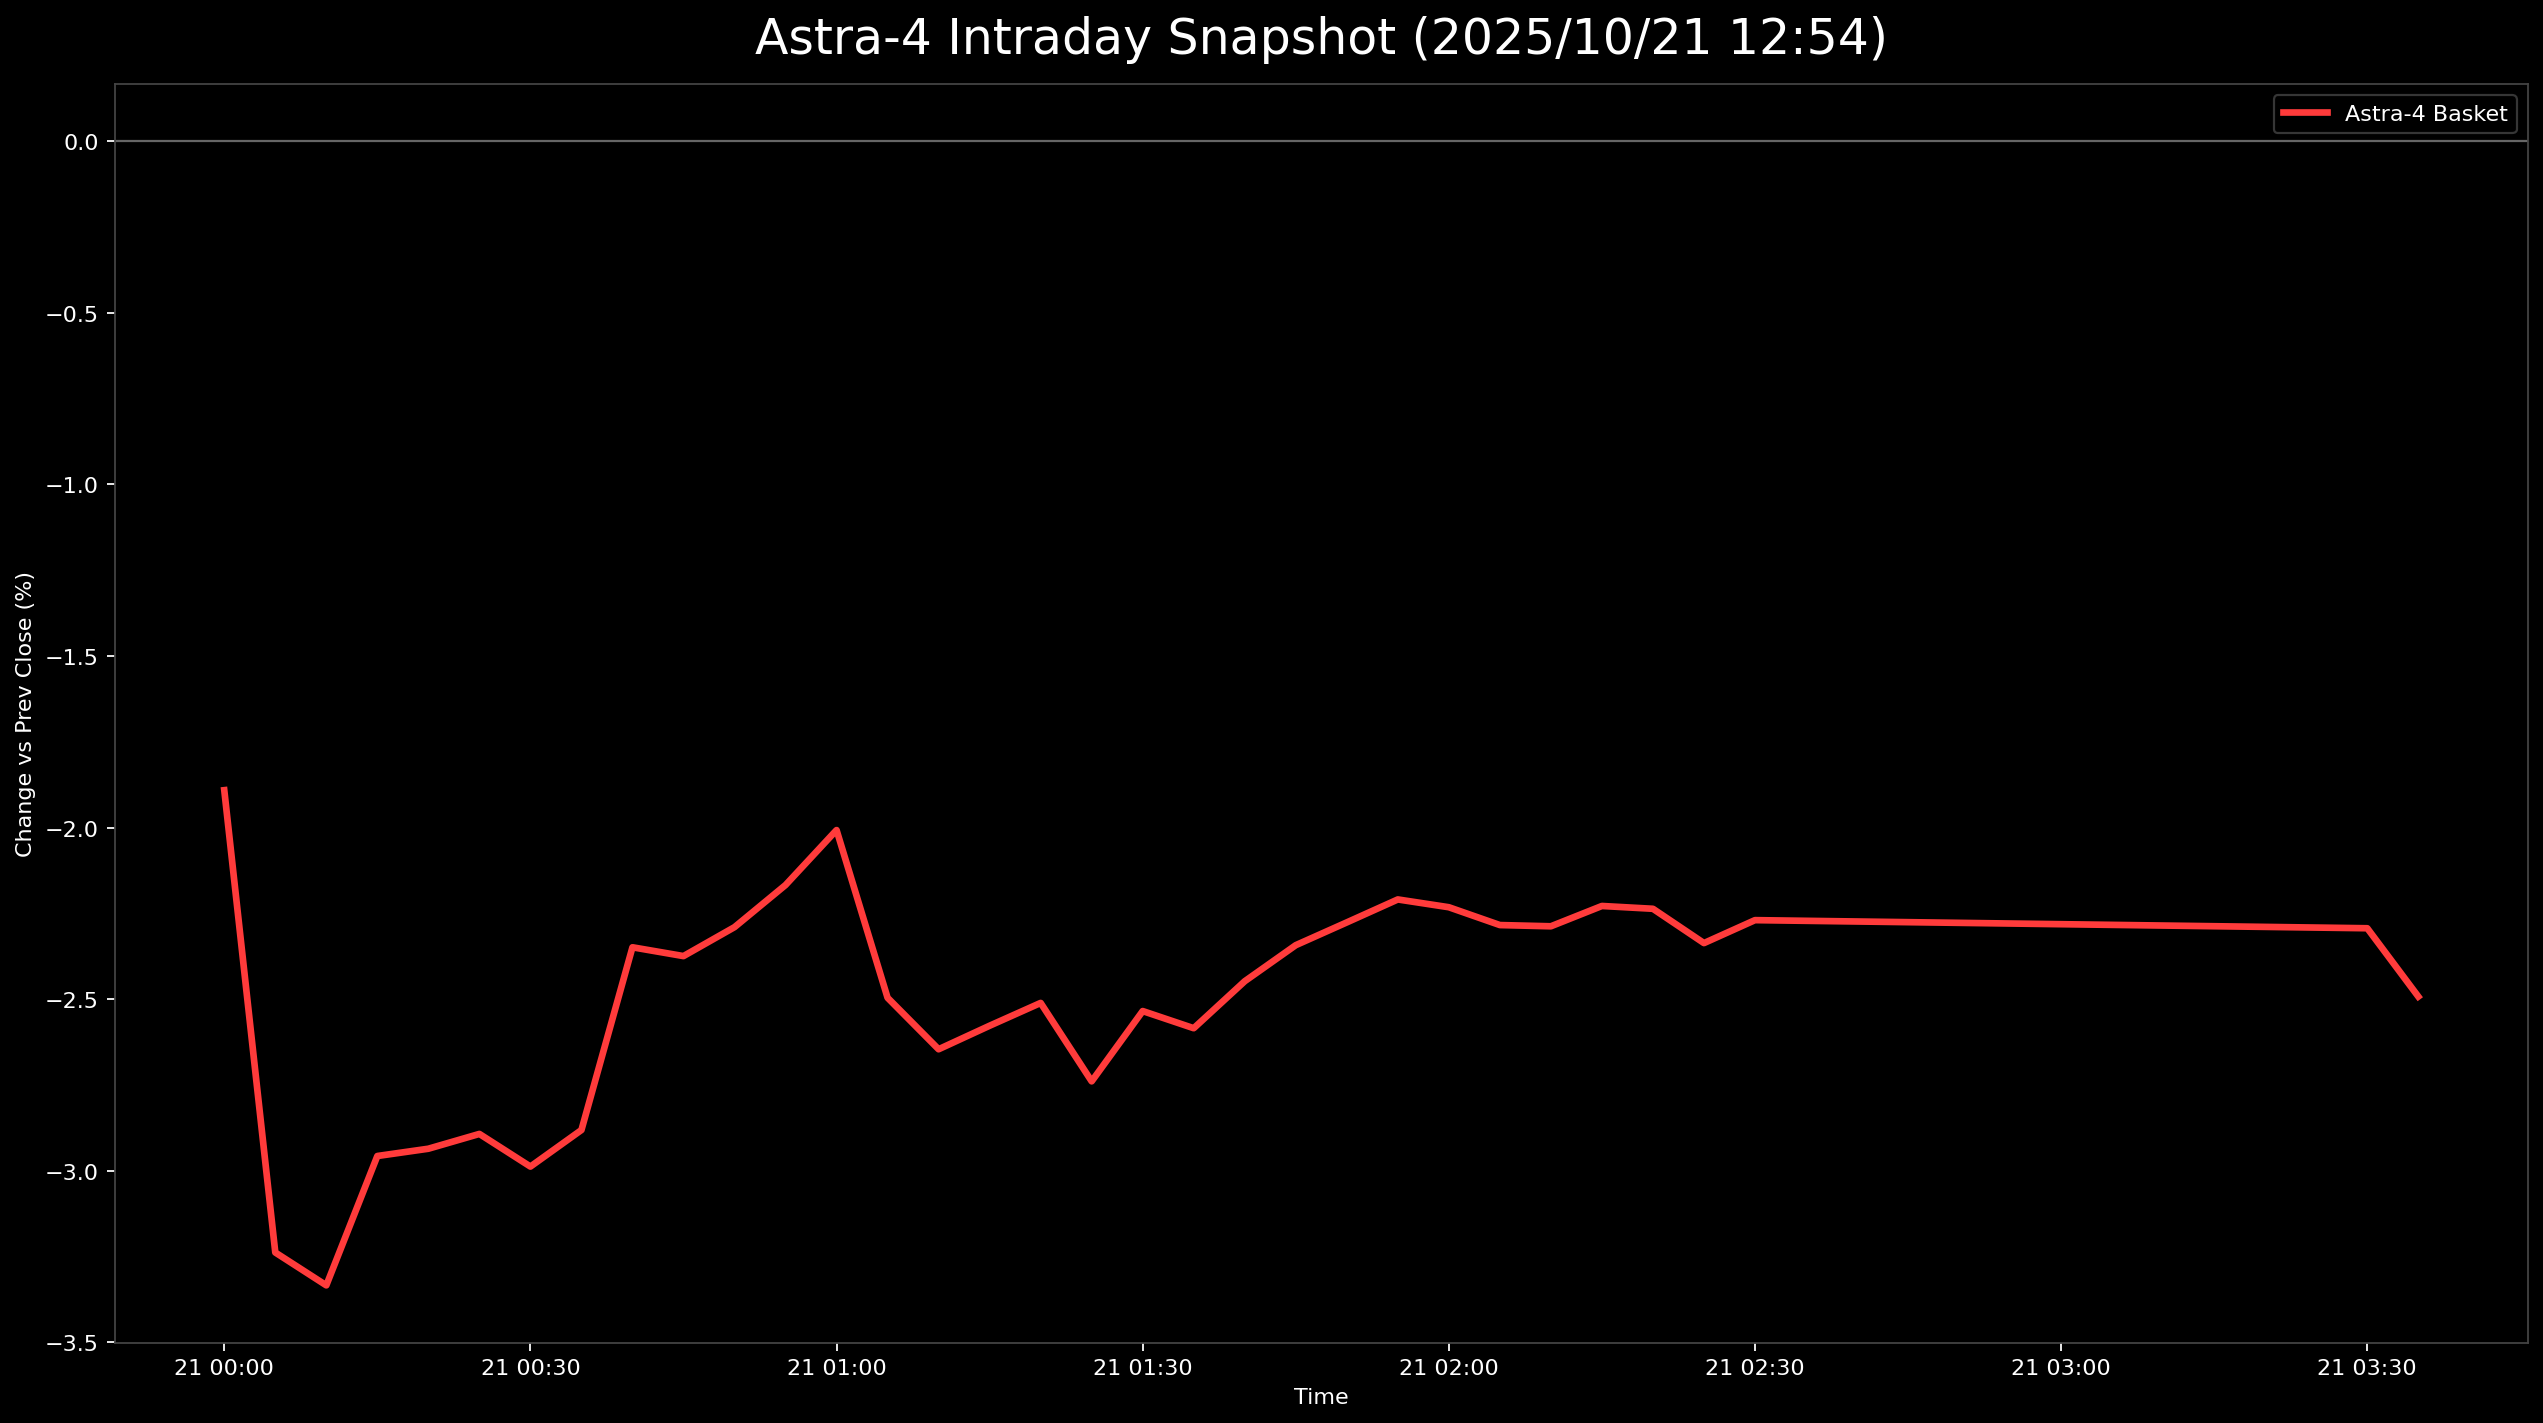 Astra-4 Intraday Snapshot (2025/10/21 12:54)
Astra-4 Basket
Change vs Prev Close (%)
0.0
−0.5
−1.0
−1.5
−2.0
−2.5
−3.0
−3.5
21 00:00 21 00:30 21 01:00 21 01:30 21 02:00 21 02:30 21 03:00 21 03:30
Time